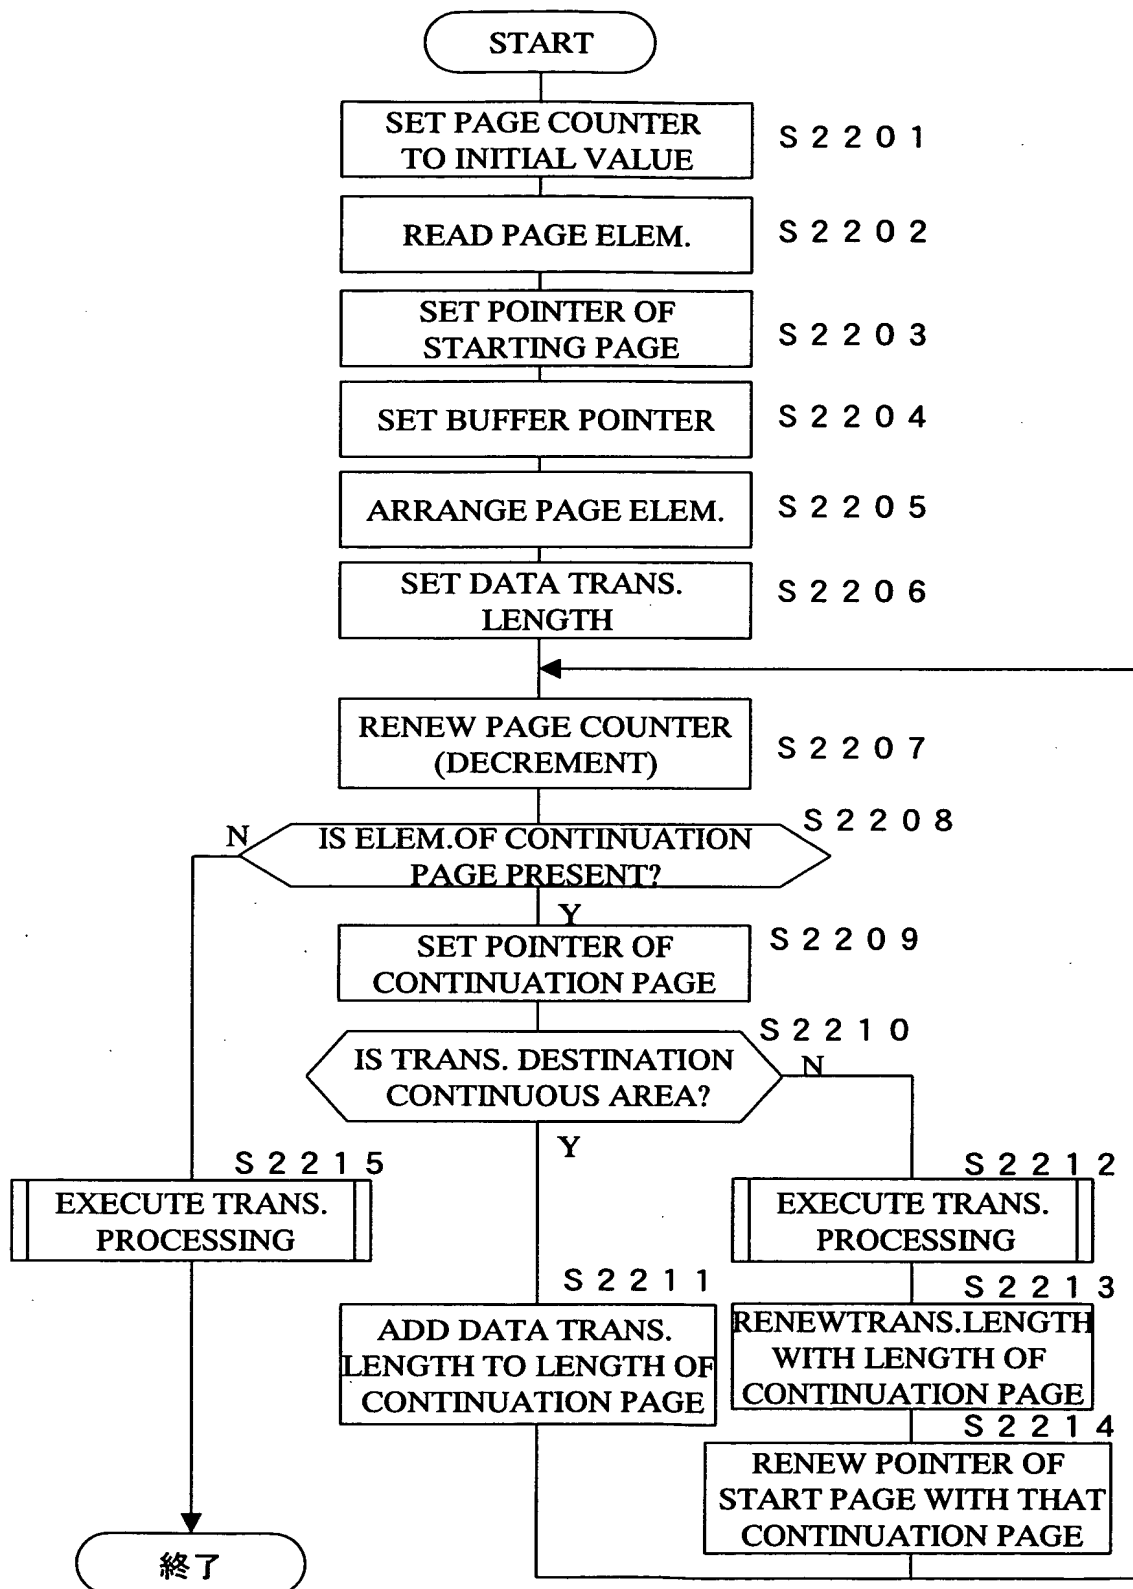 START
SET PAGE COUNTER
TO INITIAL VALUE
S2201
READ PAGE ELEM.
S2202
SET POINTER OF
STARTING PAGE
S2203
SET BUFFER POINTER
S2204
ARRANGE PAGE ELEM.
S2205
SET DATA TRANS.
LENGTH
S2206
RENEW PAGE COUNTER
(DECREMENT)
S2207
S2208
N
IS ELEM.OF CONTINUATION
PAGE PRESENT?
Y
SET POINTER OF
CONTINUATION PAGE
S2209
S2210
IS TRANS. DESTINATION
CONTINUOUS AREA?
N
Y
S2215
EXECUTE TRANS.
PROCESSING
S2212
EXECUTE TRANS.
PROCESSING
S2211
ADD DATA TRANS.
LENGTH TO LENGTH OF
CONTINUATION PAGE
S2213
RENEWTRANS.LENGTH
WITH LENGTH OF
CONTINUATION PAGE
S2214
RENEW POINTER OF
START PAGE WITH THAT
CONTINUATION PAGE
終了